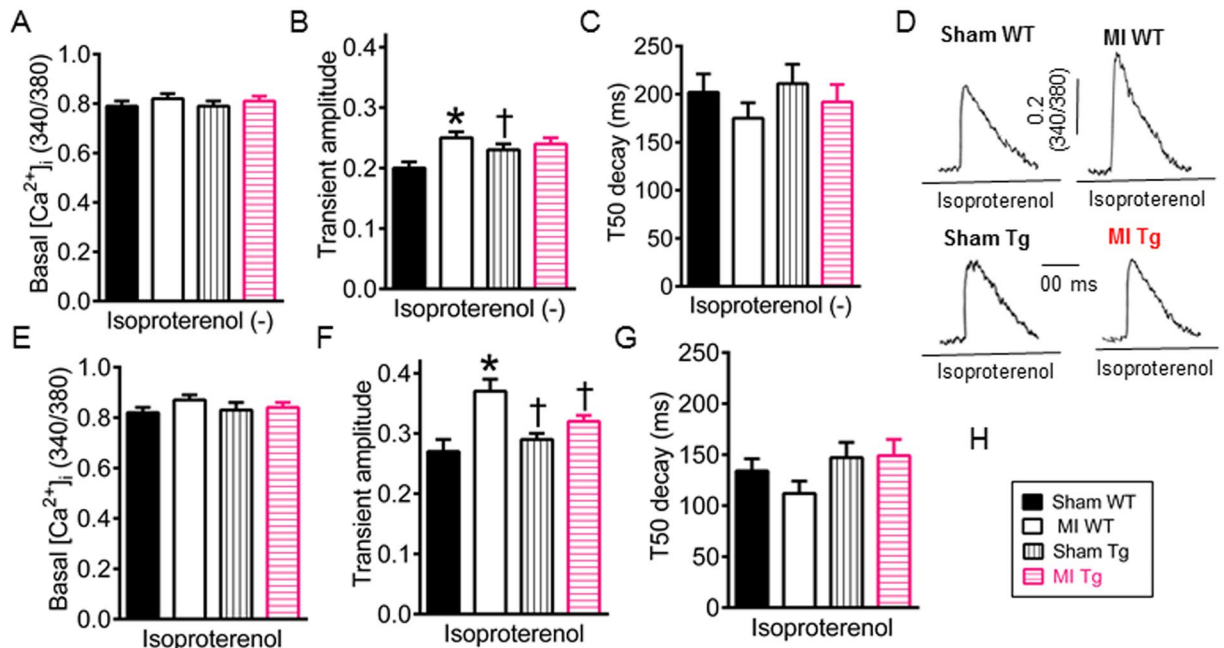 A
Basal [Ca2+]i (340/380)
1.0
0.8
0.6
0.4
0.2
0.0
Isoproterenol (-)
B
Transient amplitude
0.4
0.3
0.2
0.1
0.0
*
†
Isoproterenol (-)
C
T50 decay (ms)
250
200
150
100
50
0
Isoproterenol (-)
D
Sham WT
MI WT
0.2
(340/380)
Isoproterenol
Isoproterenol
Sham Tg
MI Tg
00 ms
Isoproterenol
Isoproterenol
E
Basal [Ca2+]i (340/380)
1.0
0.8
0.6
0.4
0.2
0.0
Isoproterenol
F
Transient amplitude
0.4
0.3
0.2
0.1
0.0
*
†
†
Isoproterenol
G
T50 decay (ms)
250
200
150
100
50
0
Isoproterenol
H
Sham WT
MI WT
Sham Tg
MI Tg